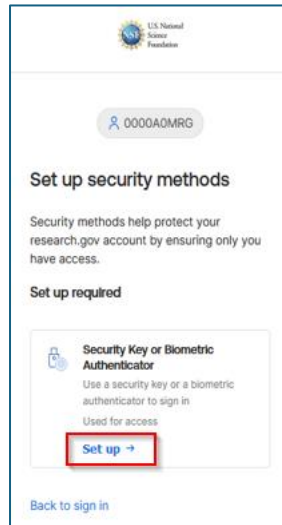 NSF
U.S. National
Science
Foundation
0000A0MRG
Set up security methods
Security methods help protect your
research.gov account by ensuring only you
have access.
Set up required
Security Key or Biometric
Authenticator
Use a security key or a biometric
authenticator to sign in
Used for access
Set up →
Back to sign in